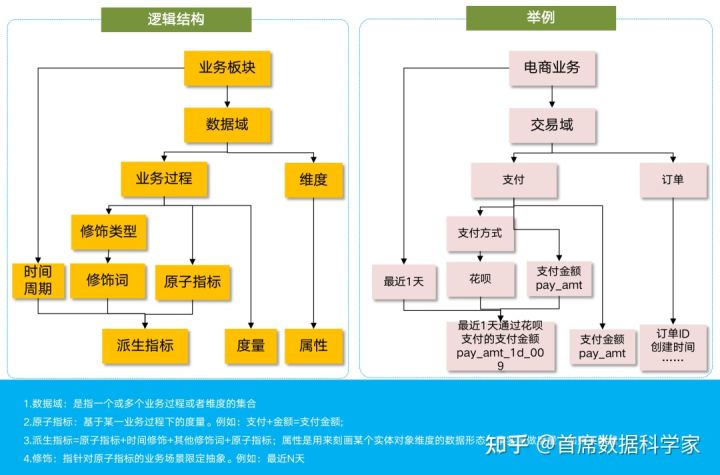 逻辑结构
举例
业务板块
数据域
业务过程
维度
修饰类型
时间
周期
修饰词
原子指标
派生指标
度量
属性
电商业务
交易域
支付
订单
支付方式
最近1天
花呗
支付金额
pay_amt
最近1天通过花呗
支付的支付金额
pay_amt_1d_00
9
支付金额
pay_amt
订单ID
创建时间
……
1.数据域：是指一个或多个业务过程或者维度的集合
2.原子指标：基于某一业务过程下的度量。例如：支付+金额=支付金额;
3.派生指标=原子指标+时间修饰+其他修饰词+原子指标；属性是用来刻画某个实体对象维度的数据形态
4.修饰：指针对原子指标的业务场景限定抽象。例如：最近N天
知乎 @首席数据科学家